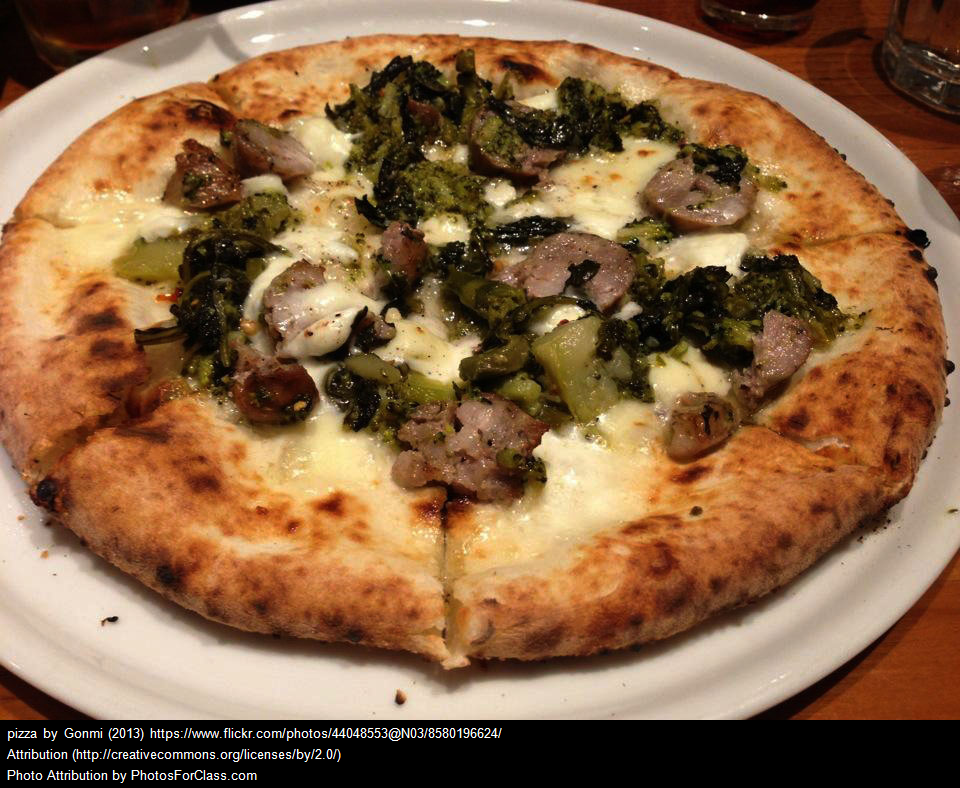 pizza by Gonmi (2013) https://www.flickr.com/photos/44048553@N03/8580196624/
Attribution (http://creativecommons.org/licenses/by/2.0/)
Photo Attribution by PhotosForClass.com